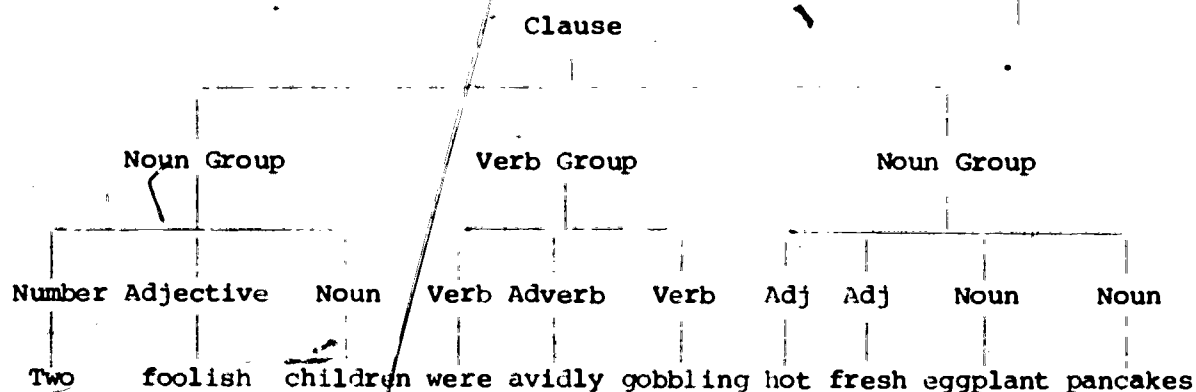 Clause
Noun Group Verb Group Noun Group
Number Adjective Noun Verb Adverb Verb Adj Adj Noun Noun
Two foolish children were avidly gobbling hot fresh eggplant pancakes